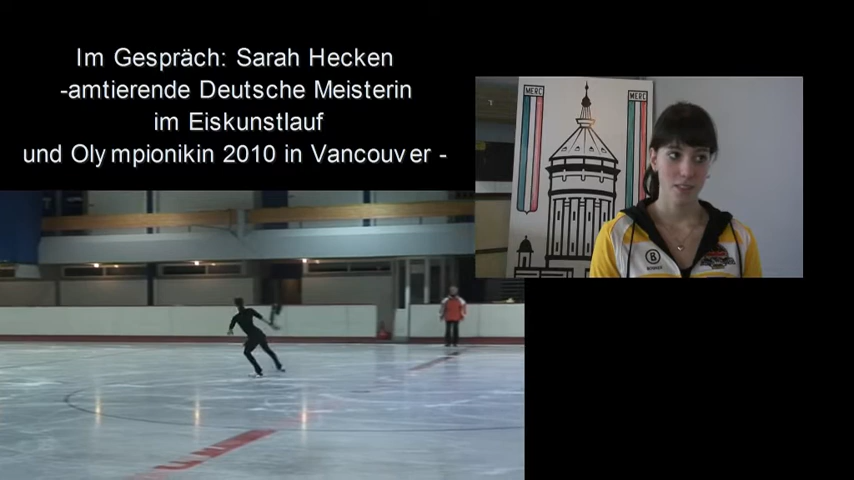 Im Gespräch: Sarah Hecken
-amtierende Deutsche Meisterin
im Eiskunstlauf
und Olympionikin 2010 in Vancouver -
MERC
MERC
B